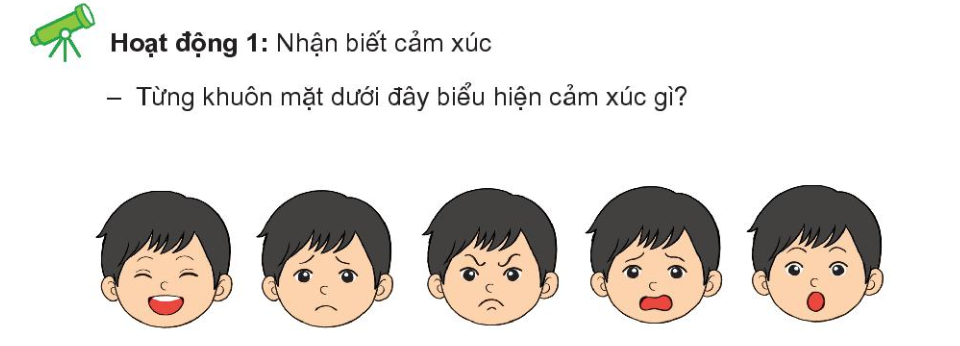 Hoạt động 1: Nhận biết cảm xúc
– Từng khuôn mặt dưới đây biểu hiện cảm xúc gì?